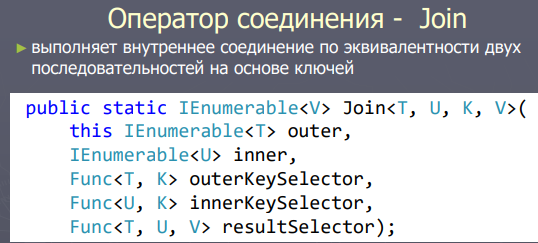 Оператор соединения - Join
выполняет внутреннее соединение по эквивалентности двух
последовательностей на основе ключей
public static IEnumerable<V> Join<T, U, K, V>(
this IEnumerable<T> outer,
IEnumerable<U> inner,
Func<T, K> outerKeySelector,
Func<U, K> innerKeySelector,
Func<T, U, V> resultSelector);